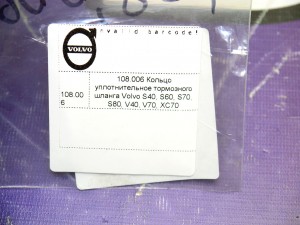 rvalid barcode!
VOLVO
108.006 Кольцо
уплотнительное тормозного
шланга Volvo S40, S60, S70,
S80, V40, V70, XC70
108.00
6